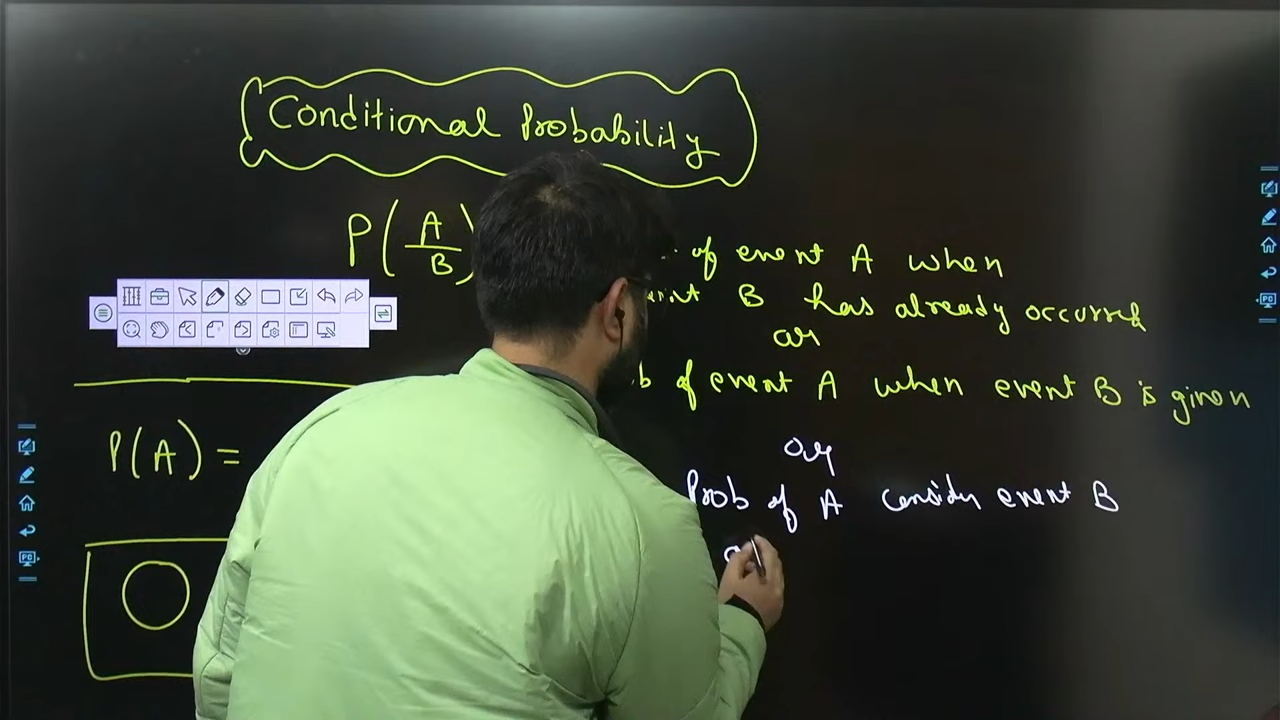 Conditional Probability
P(A/B)
of event A when
B has already occurred
or
of event A when event B is given
P(A) =
or
Prob of A consider event B